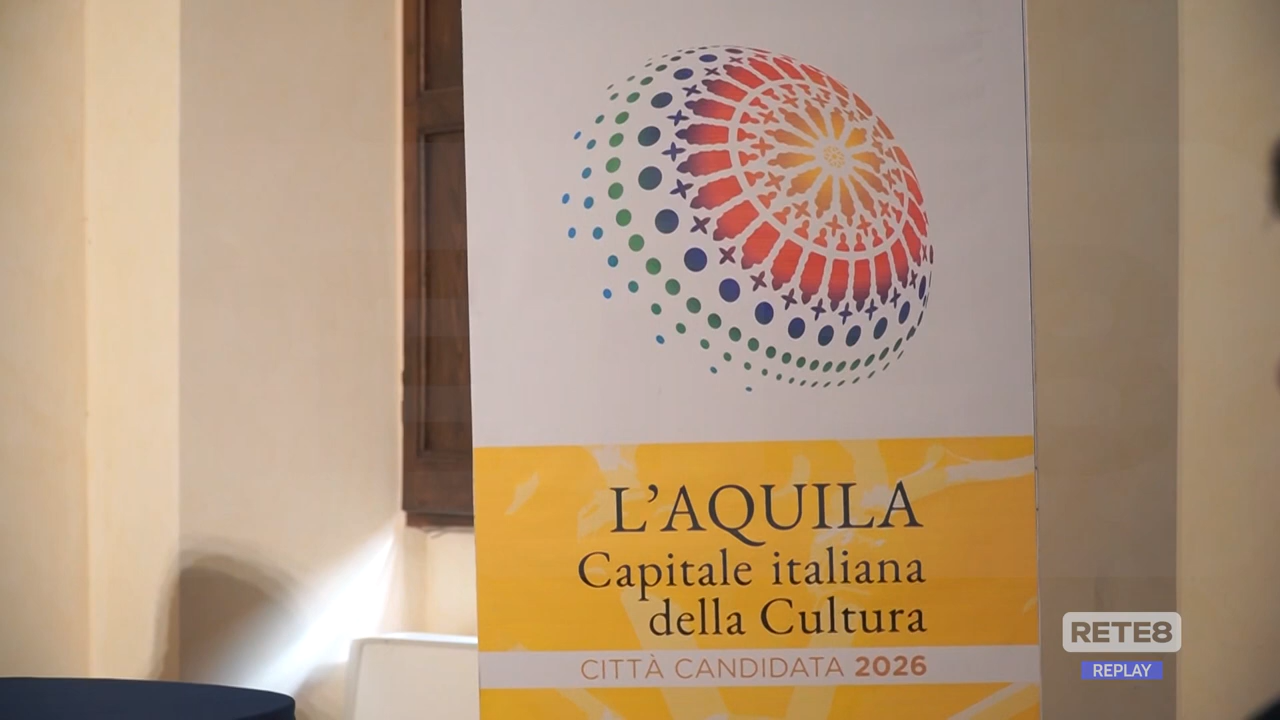 L'AQUILA
Capitale italiana
della Cultura
CITTÀ CANDIDATA 2026
RETE8
REPLAY